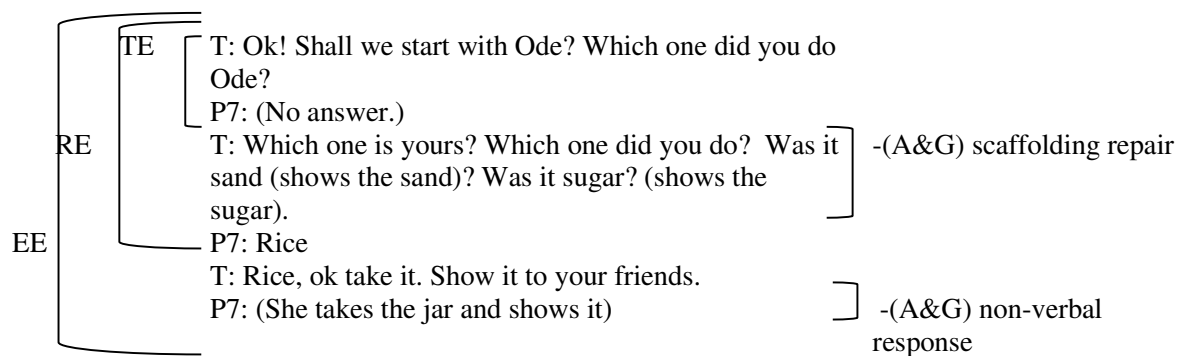 TE T: Ok! Shall we start with Ode? Which one did you do
Ode?
P7: (No answer.)
RE T: Which one is yours? Which one did you do? Was it -(A&G) scaffolding repair
sand (shows the sand)? Was it sugar? (shows the
sugar).
EE P7: Rice
T: Rice, ok take it. Show it to your friends.
P7: (She takes the jar and shows it) -(A&G) non-verbal
response